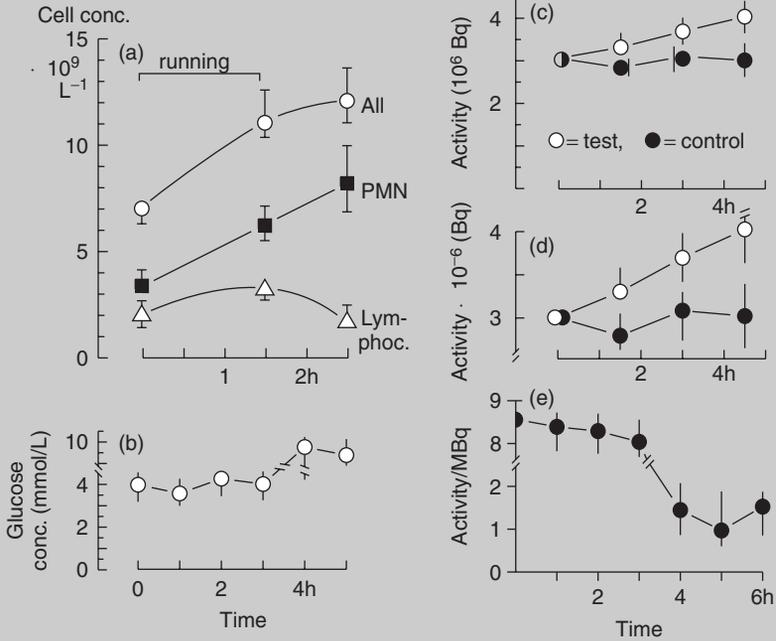 Cell conc.
15
· 10⁹
L⁻¹
(a)
running
10
5
0
All
PMN
Lym-
phoc.
1
2h
(b)
Glucose
conc. (mmol/L)
10
4
2
0
0
2
4h
Time
(c)
Activity (10⁶ Bq)
4
2
= test,
= control
2
4h
(d)
Activity · 10⁻⁶ (Bq)
4
3
2
4h
(e)
Activity/MBq
9
8
2
1
0
2
4
6h
Time